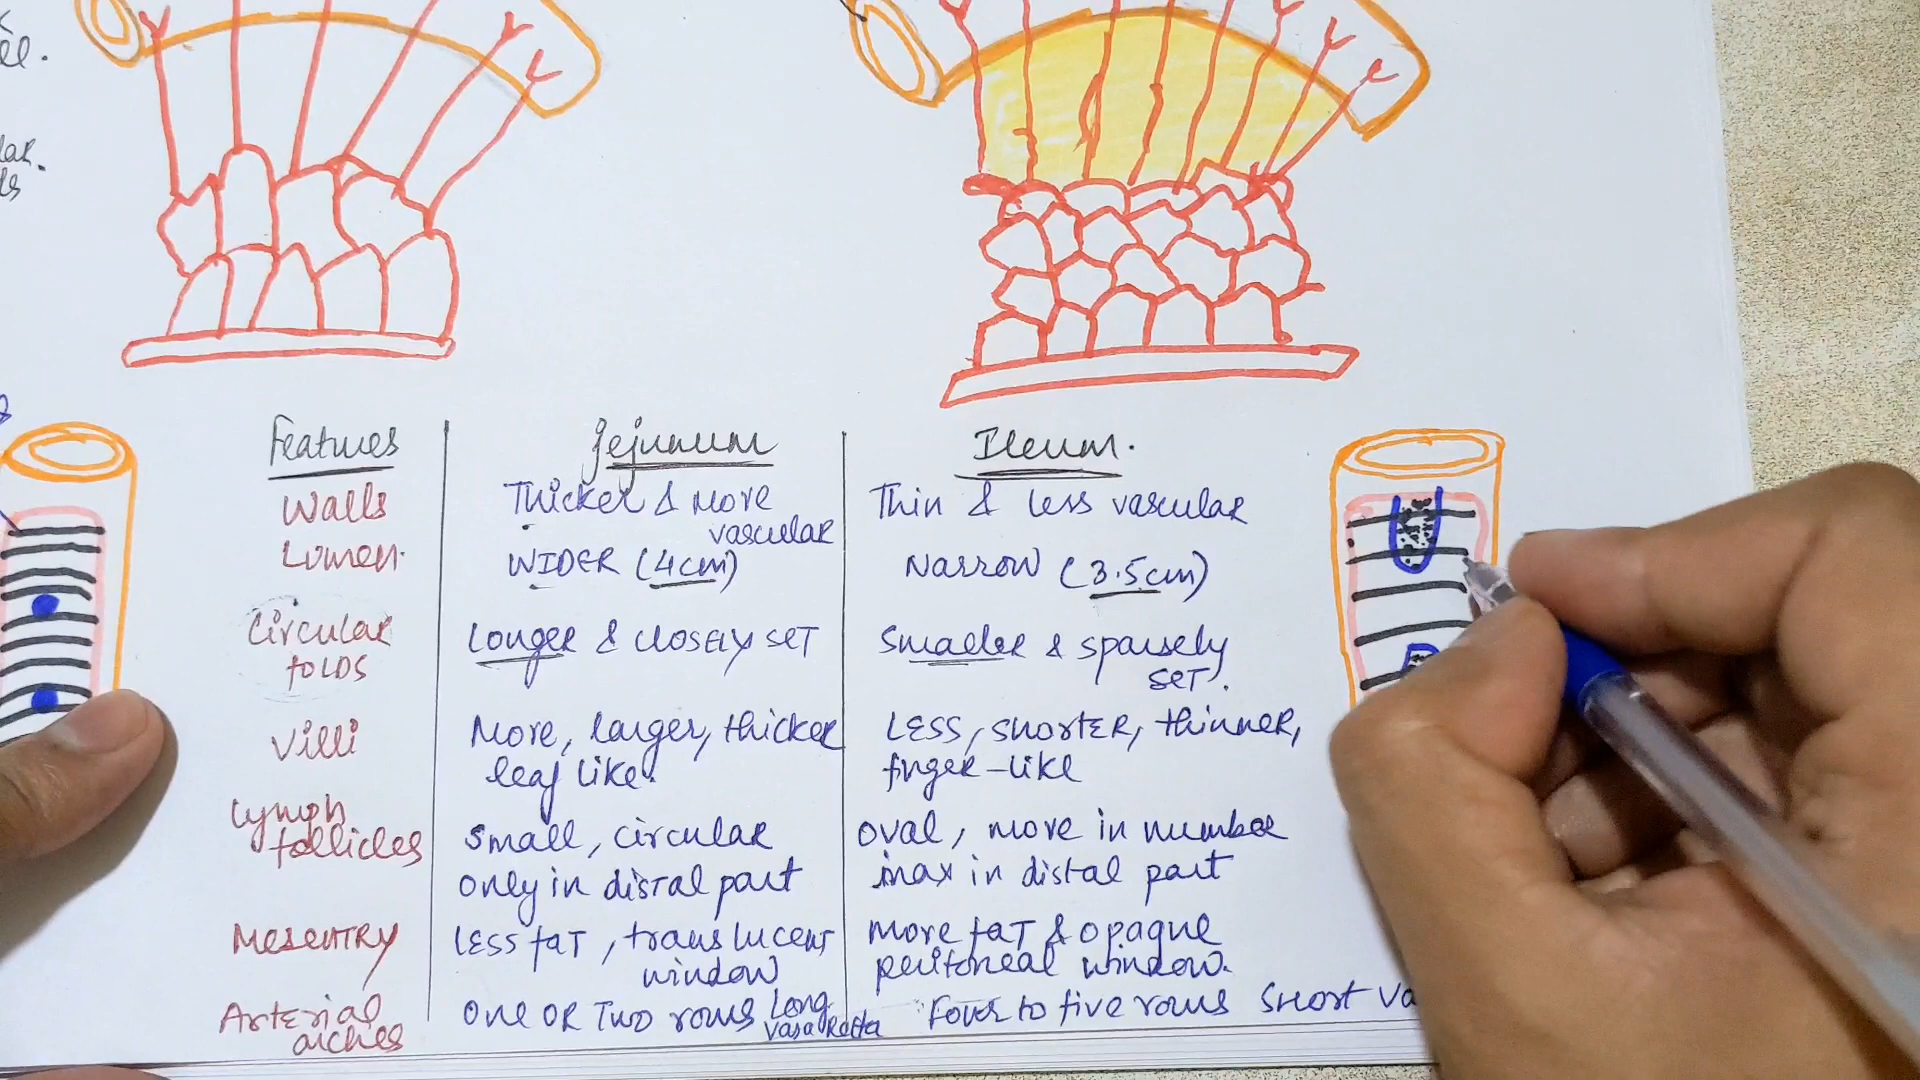 Features Jejunum Ileum.
Walls Thicker & More vascular Thin & less vascular
Lumen. WIDER (4cm) Narrow (3.5cm)
Circular folds Longer & closely set Smaller & sparsely set.
Villi More, larger, thicker leaf like. Less, shorter, thinner, finger-like
Lymph follicles Small, circular only in distal part oval, more in number max in distal part
Mesentry Less fat, translucent window More fat & opaque peritoneal window.
Arterial arches One or Two rows Long vasa Recta Four to five rows Short